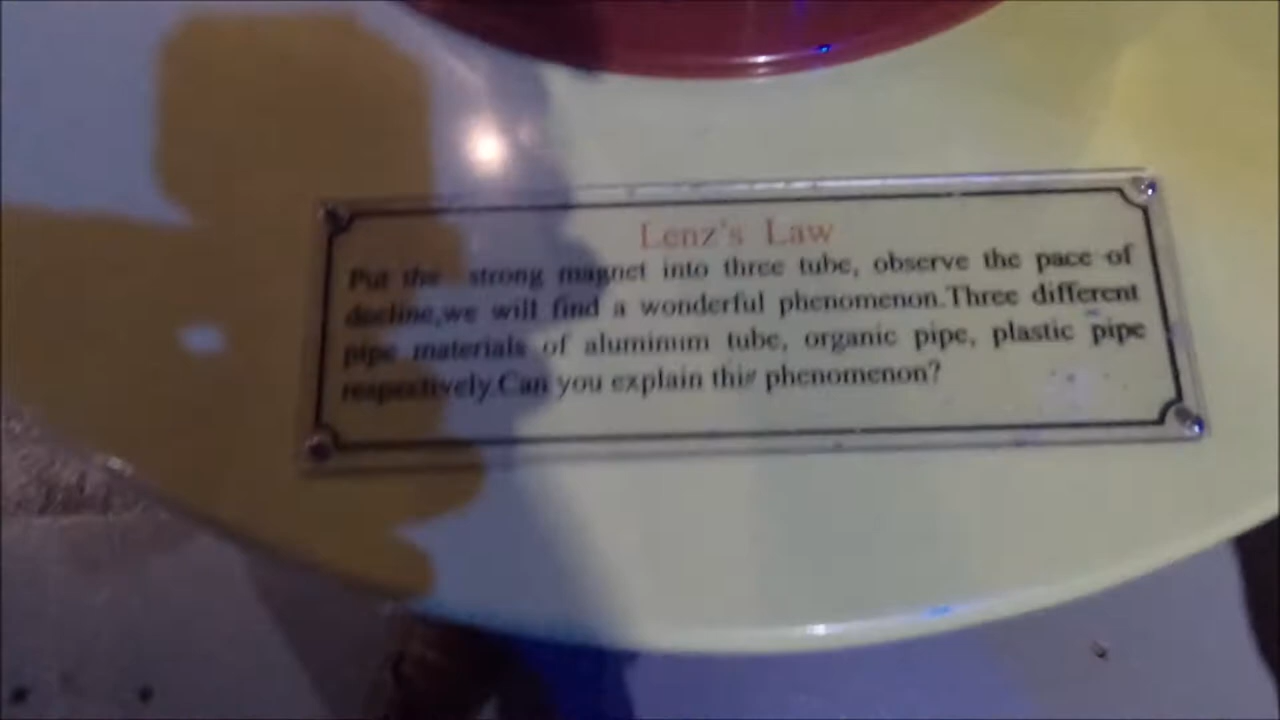 Lenz's Law
Put the strong magnet into three tube, observe the pace of
decline,we will find a wonderful phenomenon.Three different
pipe materials of aluminum tube, organic pipe, plastic pipe
respectively.Can you explain this phenomenon?